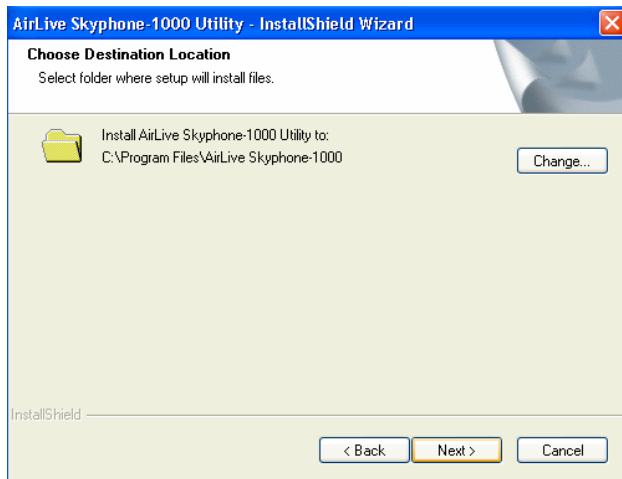 AirLive Skyphone-1000 Utility - InstallShield Wizard
Choose Destination Location
Select folder where setup will install files.
Install AirLive Skyphone-1000 Utility to:
C:\Program Files\AirLive Skyphone-1000
Change...
InstallShield
< Back
Next >
Cancel